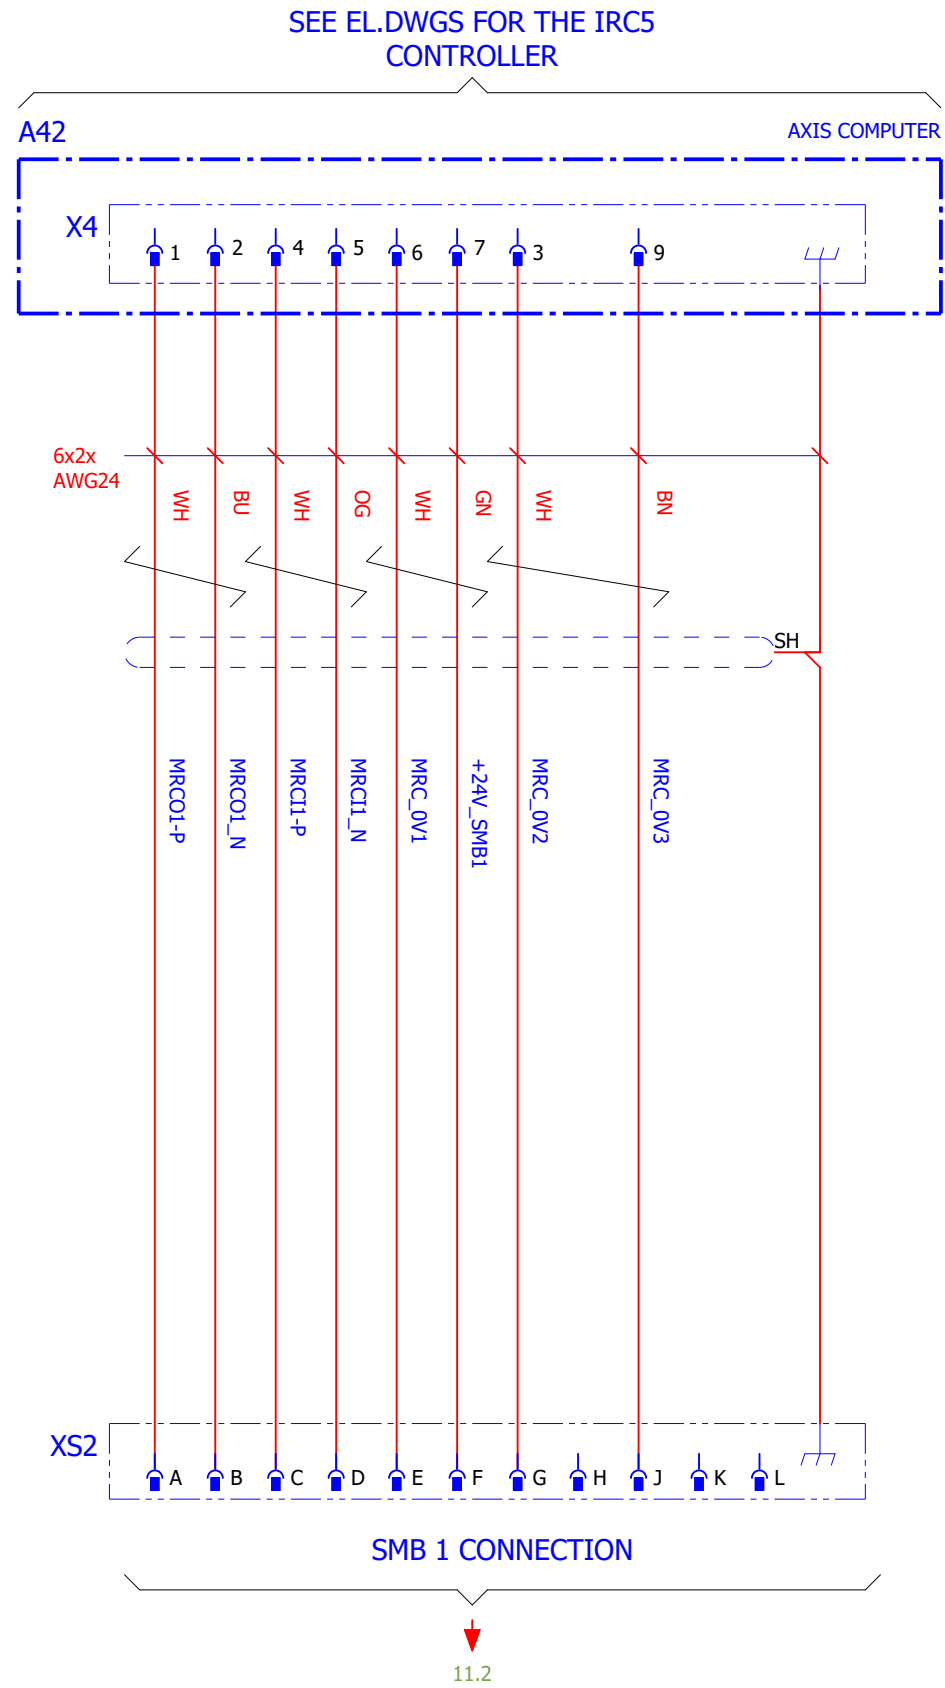 SEE EL.DWGS FOR THE IRC5
CONTROLLER
A42
AXIS COMPUTER
X4
1 2 4 5 6 7 3 9
6x2x
AWG24
WH BU WH OG WH GN WH BN
SH
MRCO1-P
MRCO1_N
MRCI1-P
MRCI1_N
MRC_0V1
+24V_SMB1
MRC_0V2
MRC_0V3
XS2
A B C D E F G H J K L
SMB 1 CONNECTION
11.2